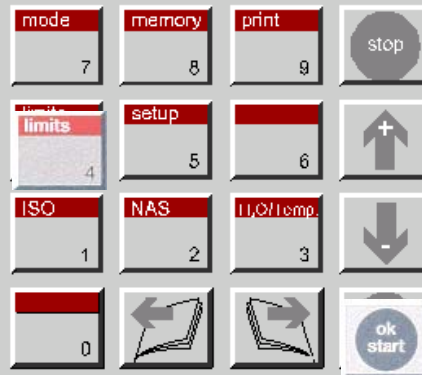 mode
7
memory
8
print
9
stop
limits
limits
4
setup
5
6
+
ISO
1
NAS
2
H₂O/Temp.
3
-
0
ok
start